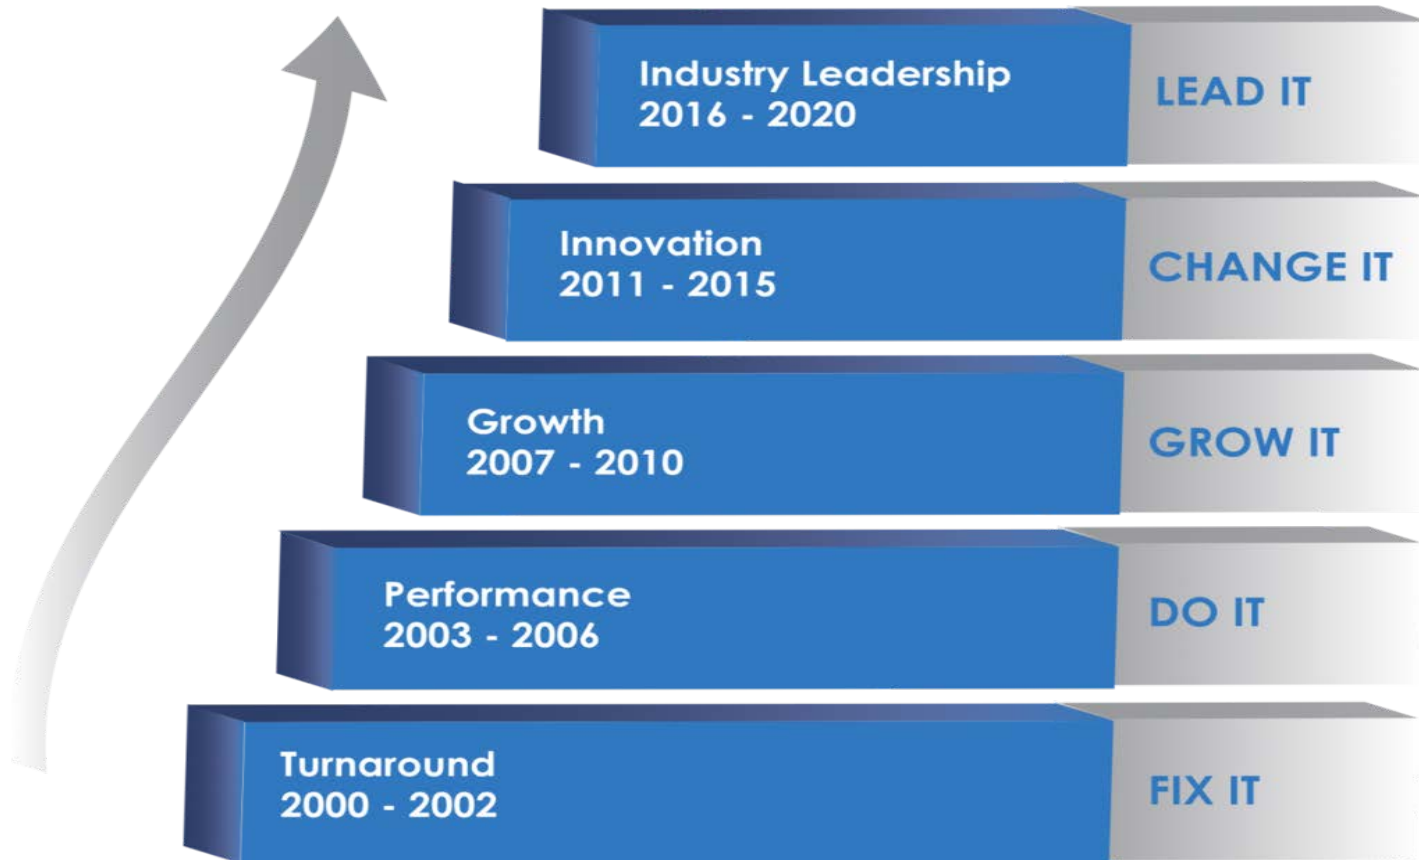 Industry Leadership
2016 - 2020
LEAD IT
Innovation
2011 - 2015
CHANGE IT
Growth
2007 - 2010
GROW IT
Performance
2003 - 2006
DO IT
Turnaround
2000 - 2002
FIX IT